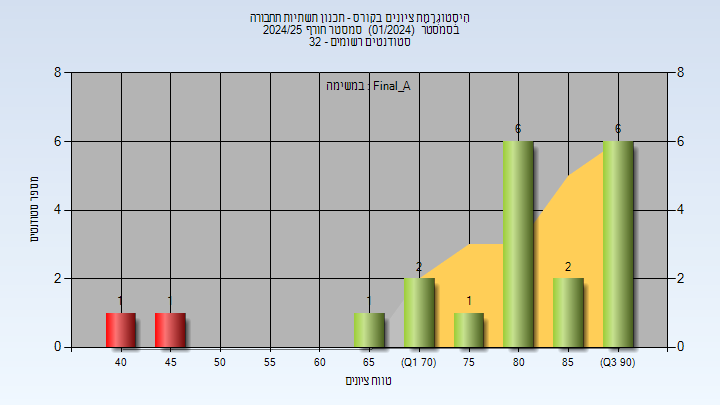 היסטוגרמת ציונים בקורס - תכנון תשתיות תחבורה
בסמסטר (01/2024) סמסטר חורף 2024/25
סטודנטים רשומים - 32
במשימה : Final_A
8 8
6 6
4 4
2 2
0 0
1 1 1 2 1 6 2 6
40 45 50 55 60 65 (Q1 70) 75 80 85 (Q3 90)
מספר סטודנטים
טווח ציונים